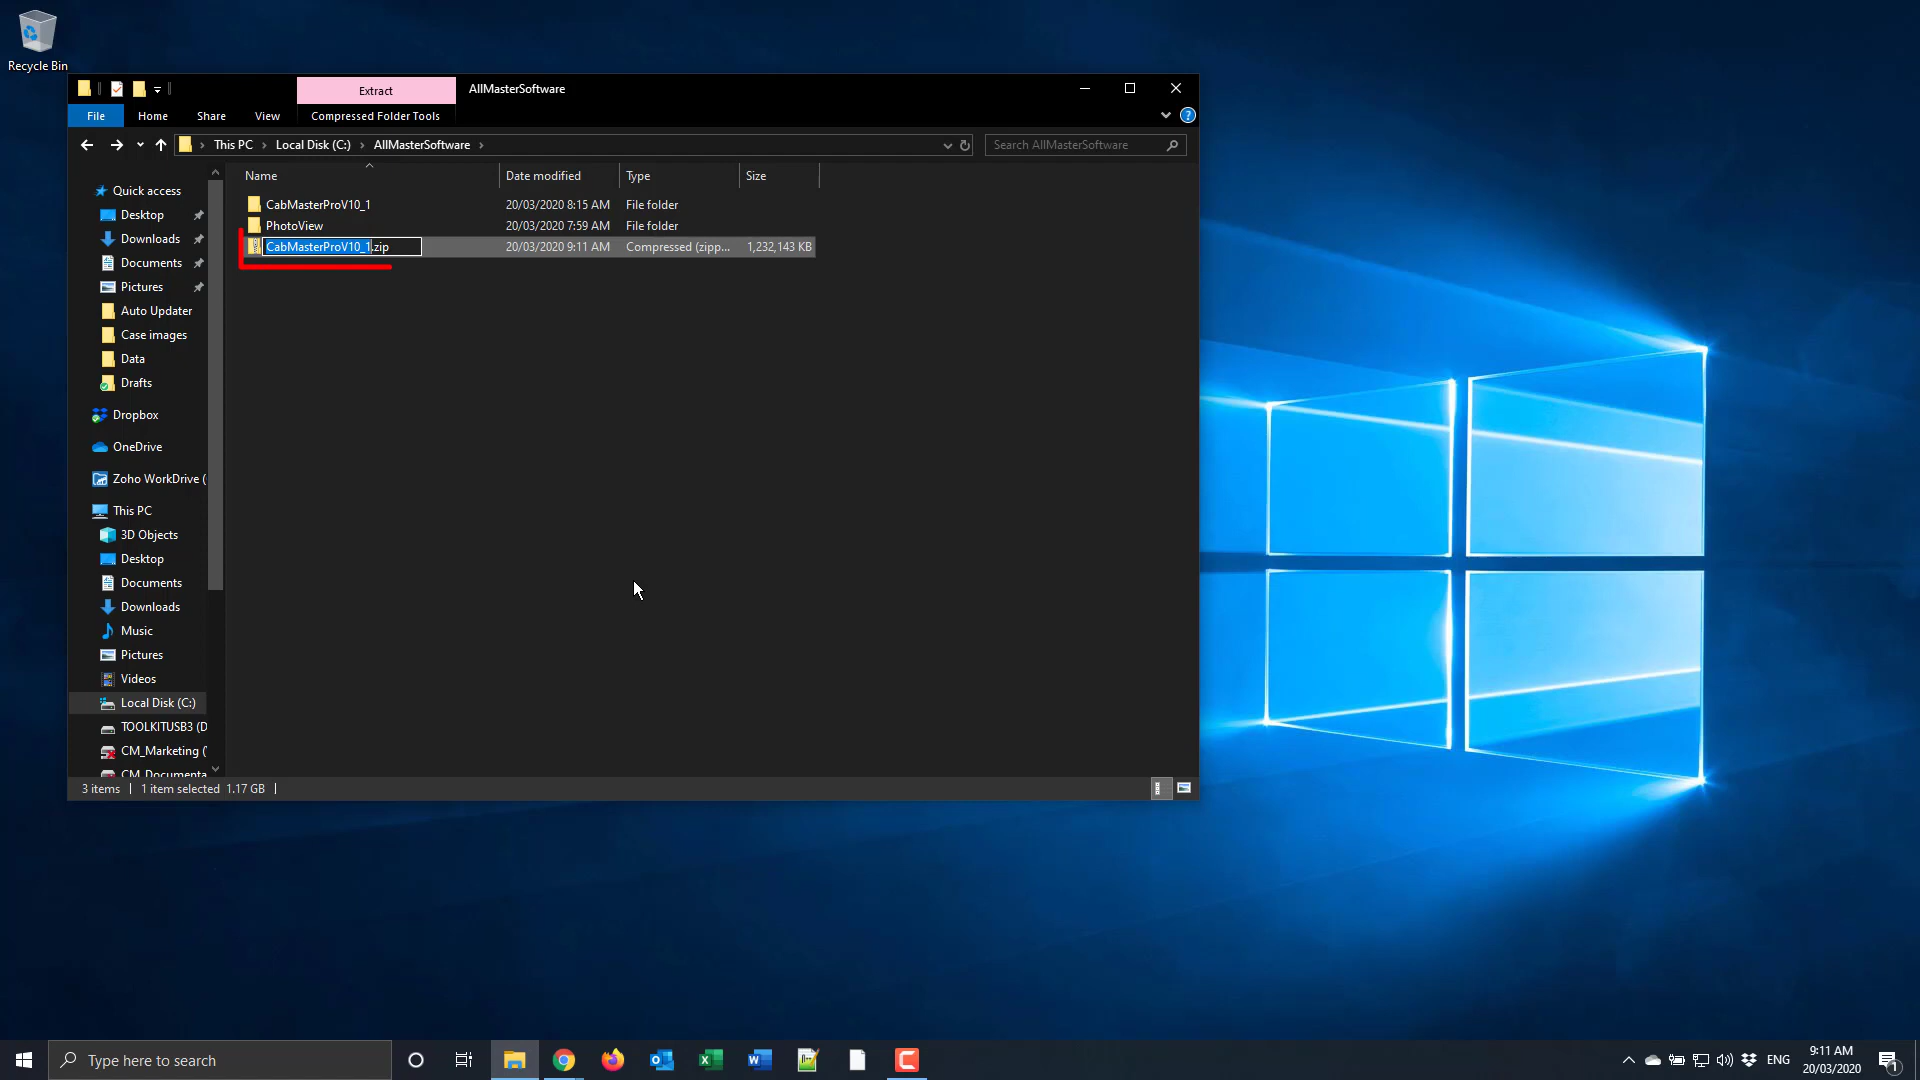 Recycle Bin
Extract
AllMasterSoftware
File
Home
Share
View
Compressed Folder Tools
This PC
Local Disk (C:)
AllMasterSoftware
Search AllMasterSoftware
Name
Date modified
Type
Size
CabMasterProV10_1
20/03/2020 8:15 AM
File folder
PhotoView
20/03/2020 7:59 AM
File folder
CabMasterProV10_1.zip
20/03/2020 9:11 AM
Compressed (zipp...
1,232,143 KB
Quick access
Desktop
Downloads
Documents
Pictures
Auto Updater
Case images
Data
Drafts
Dropbox
OneDrive
Zoho WorkDrive (
This PC
3D Objects
Desktop
Documents
Downloads
Music
Pictures
Videos
Local Disk (C:)
TOOLKITUSB3 (D
CM_Marketing (
CM_Documenta
3 items
1 item selected 1.17 GB
Type here to search
ENG
9:11 AM
20/03/2020
1